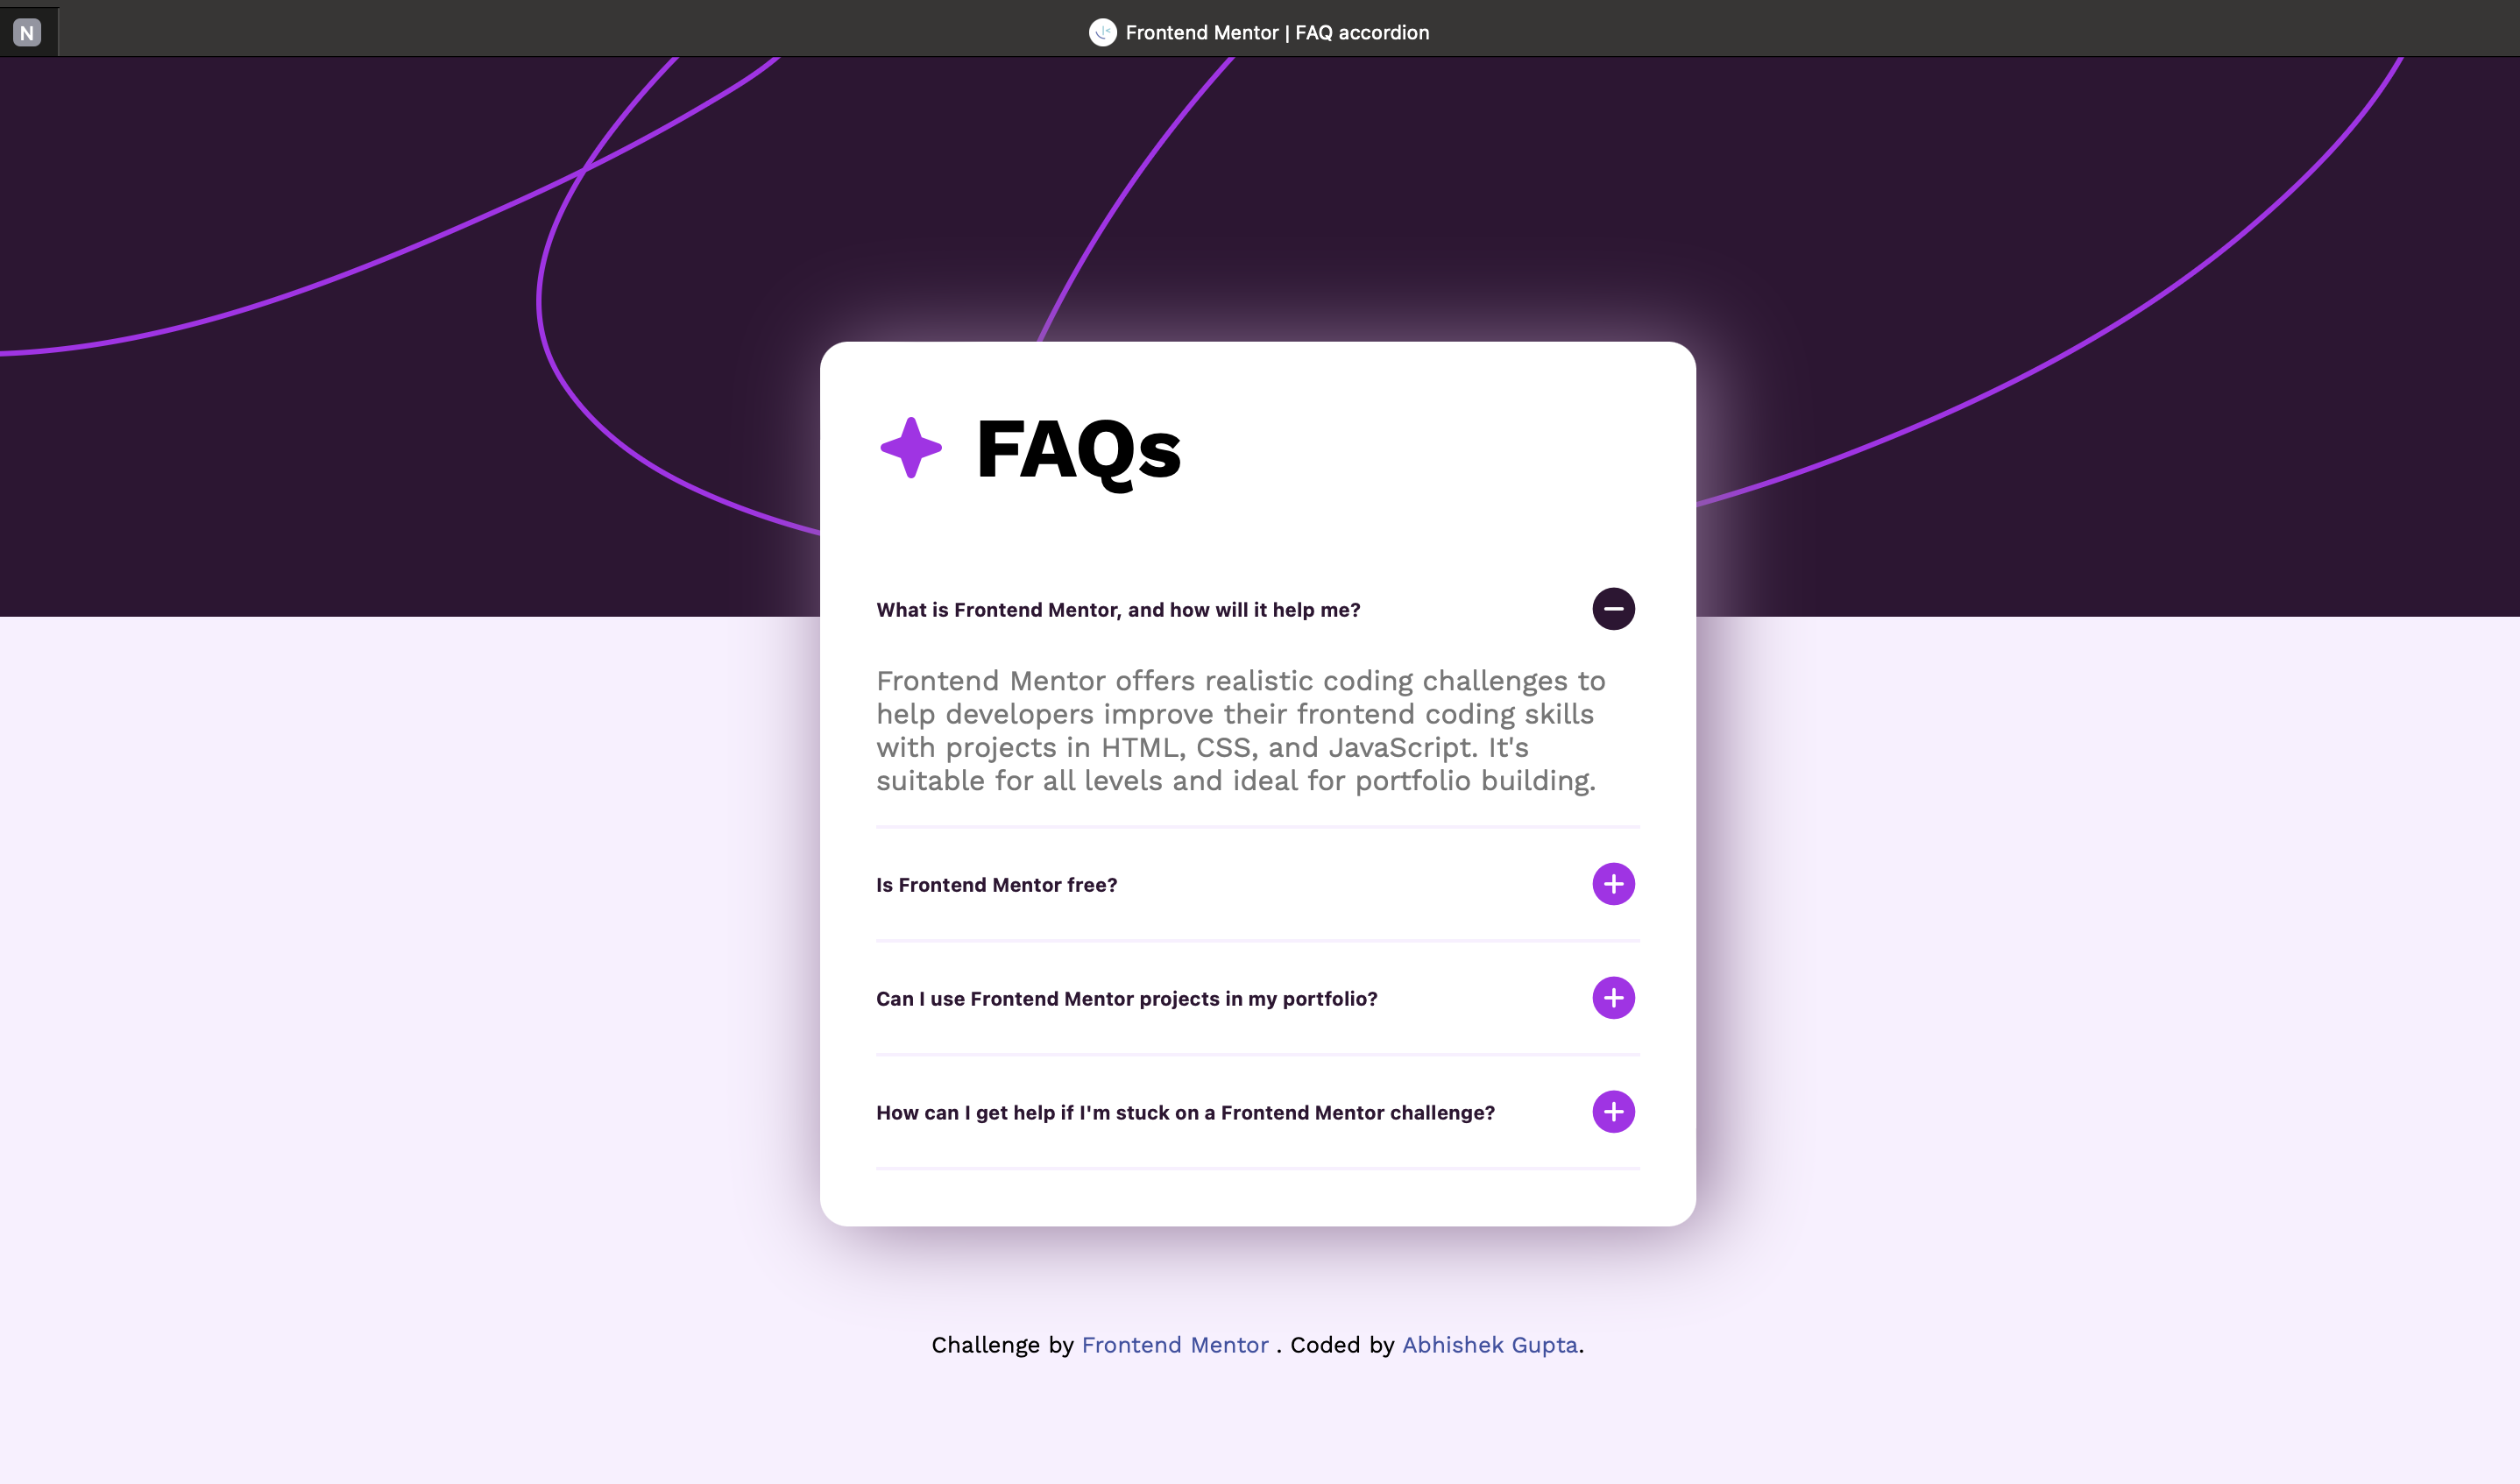 N
Frontend Mentor | FAQ accordion
FAQs
What is Frontend Mentor, and how will it help me?
Frontend Mentor offers realistic coding challenges to
help developers improve their frontend coding skills
with projects in HTML, CSS, and JavaScript. It's
suitable for all levels and ideal for portfolio building.
Is Frontend Mentor free?
Can I use Frontend Mentor projects in my portfolio?
How can I get help if I'm stuck on a Frontend Mentor challenge?
Challenge by Frontend Mentor . Coded by Abhishek Gupta.